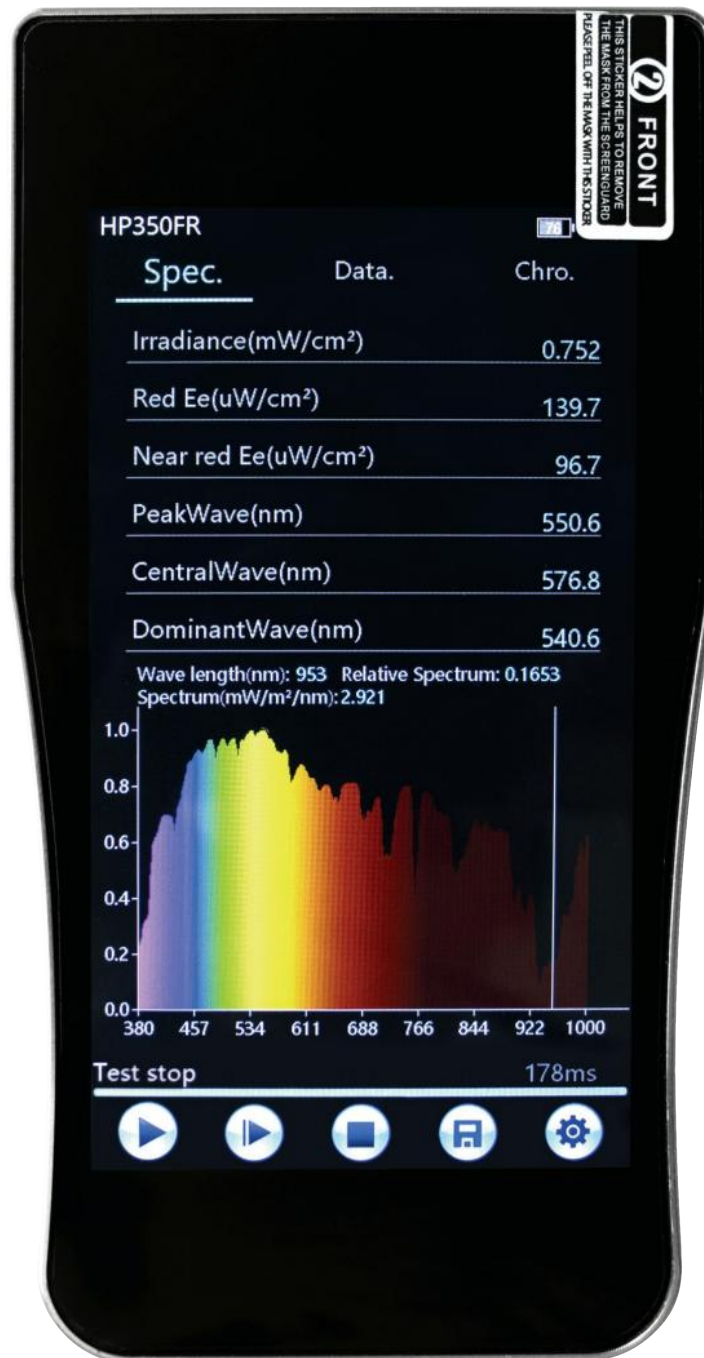 2 FRONT
THIS STICKER HELPS TO REMOVE
THE MASK FROM THE SCREENGUARD
PLEASE PEEL OFF THE MASK WITH THIS STICKER
HP350FR 76
Spec. Data. Chro.
Irradiance(mW/cm²) 0.752
Red Ee(uW/cm²) 139.7
Near red Ee(uW/cm²) 96.7
PeakWave(nm) 550.6
CentralWave(nm) 576.8
DominantWave(nm) 540.6
Wave length(nm): 953 Relative Spectrum: 0.1653
Spectrum(mW/m²/nm): 2.921
1.0
0.8
0.6
0.4
0.2
0.0
380 457 534 611 688 766 844 922 1000
Test stop 178ms